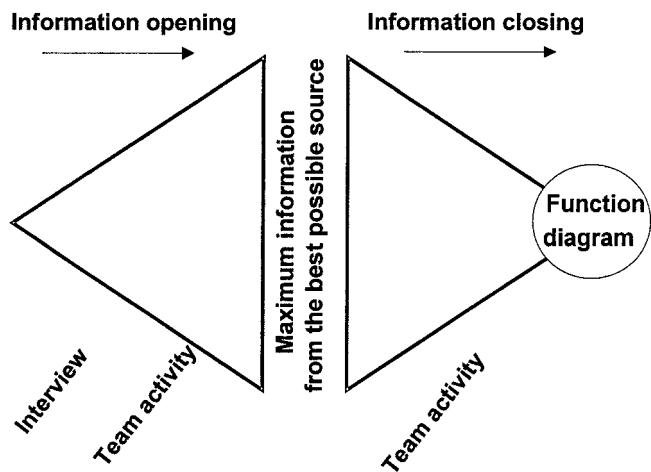 Information opening
Information closing
Maximum information
from the best possible source
Function
diagram
Interview
Team activity
Team activity